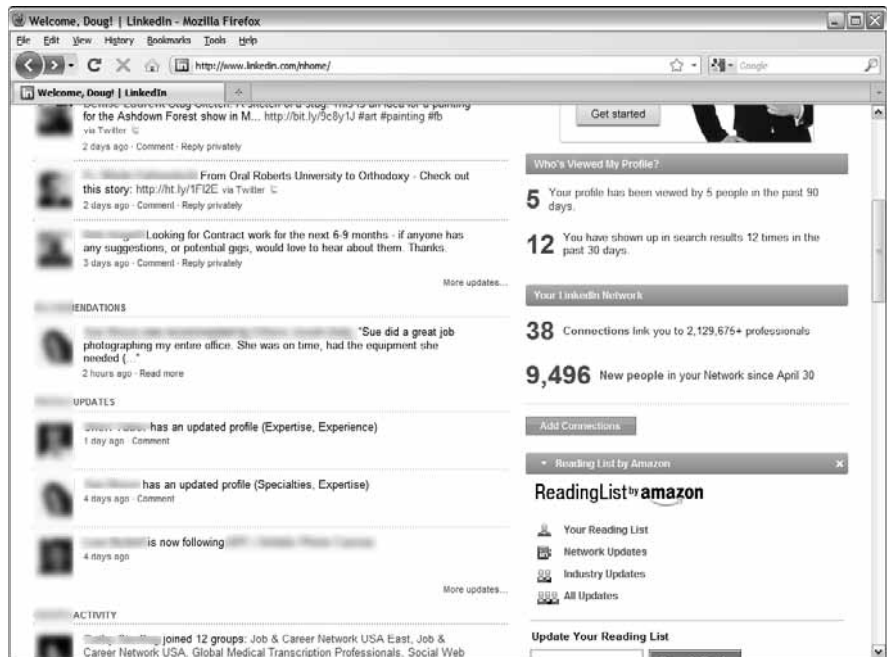 Welcome, Doug! | LinkedIn - Mozilla Firefox
File Edit View History Bookmarks Tools Help
http://www.linkedin.com/nhome/
Google
Welcome, Doug! | LinkedIn
for the Ashdown Forest show in M... http://bit.ly/9c8y1J #art #painting #fb
via Twitter
2 days ago · Comment · Reply privately
From Oral Roberts University to Orthodoxy - Check out
this story: http://ht.ly/1FI2E via Twitter
2 days ago · Comment · Reply privately
Looking for Contract work for the next 6-9 months - if anyone has
any suggestions, or potential gigs, would love to hear about them. Thanks.
3 days ago · Comment · Reply privately
More updates...
ENDATIONS
"Sue did a great job
photographing my entire office. She was on time, had the equipment she
needed (..."
2 hours ago · Read more
UPDATES
has an updated profile (Expertise, Experience)
1 day ago · Comment
has an updated profile (Specialties, Expertise)
4 days ago · Comment
is now following
4 days ago
More updates...
ACTIVITY
joined 12 groups: Job & Career Network USA East, Job &
Career Network USA, Global Medical Transcription Professionals, Social Web
Get started
Who's Viewed My Profile?
5 Your profile has been viewed by 5 people in the past 90
days.
12 You have shown up in search results 12 times in the
past 30 days.
Your LinkedIn Network
38 Connections link you to 2,129,675+ professionals
9,496 New people in your Network since April 30
Add Connections
Reading List by Amazon
ReadingList by amazon
Your Reading List
Network Updates
Industry Updates
All Updates
Update Your Reading List